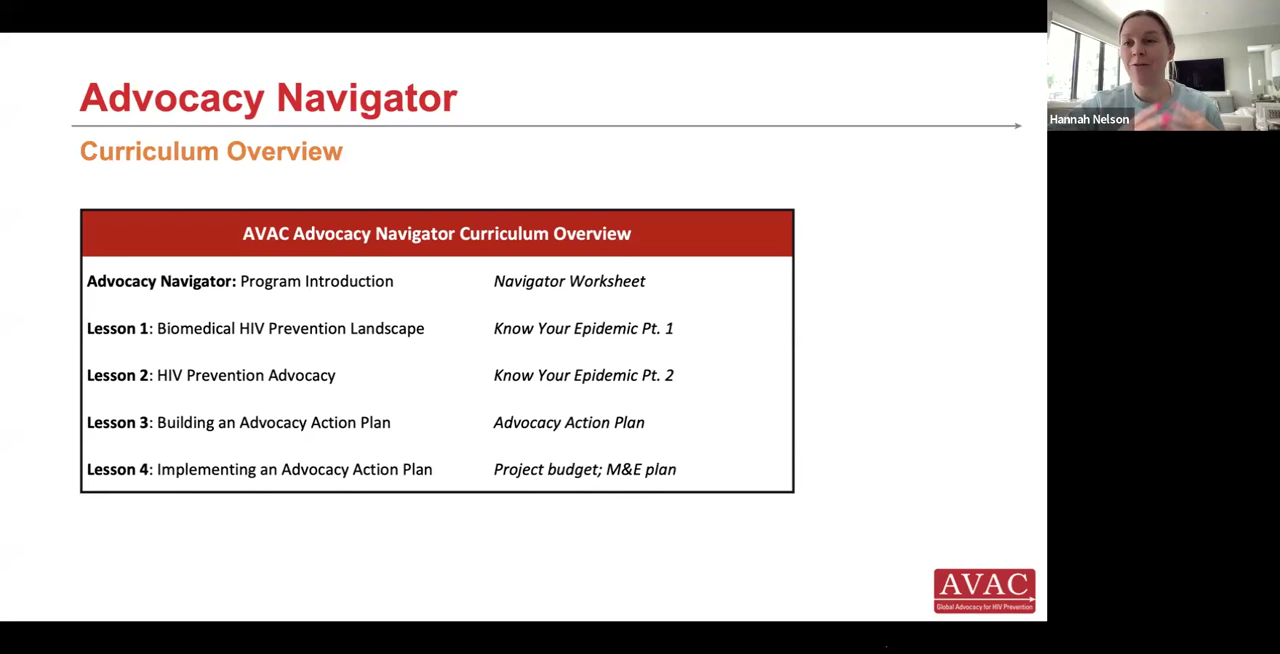 Advocacy Navigator
Curriculum Overview
AVAC Advocacy Navigator Curriculum Overview
Advocacy Navigator: Program Introduction Navigator Worksheet
Lesson 1: Biomedical HIV Prevention Landscape Know Your Epidemic Pt. 1
Lesson 2: HIV Prevention Advocacy Know Your Epidemic Pt. 2
Lesson 3: Building an Advocacy Action Plan Advocacy Action Plan
Lesson 4: Implementing an Advocacy Action Plan Project budget; M&E plan
AVAC
Global Advocacy for HIV Prevention
Hannah Nelson